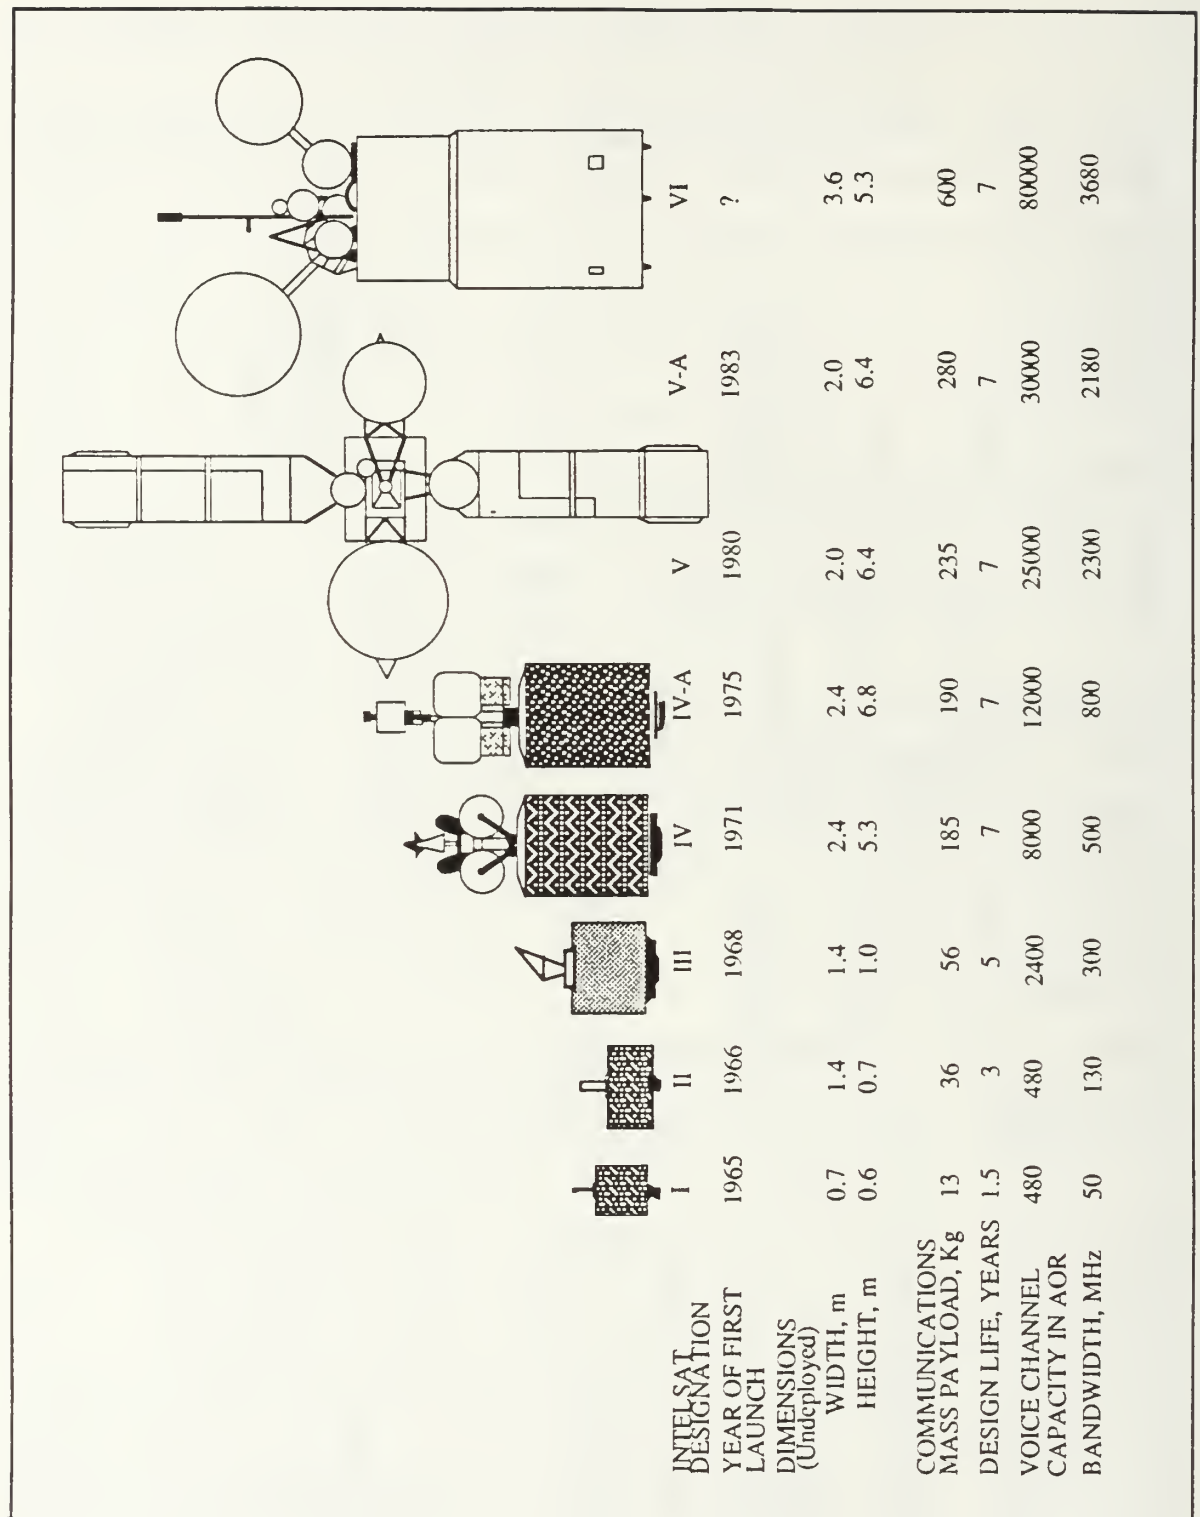 INTELSAT DESIGNATION I II III IV IV-A V V-A VI
YEAR OF FIRST LAUNCH 1965 1966 1968 1971 1975 1980 1983 ?
DIMENSIONS
(Undeployed)
WIDTH, m 0.7 1.4 1.4 2.4 2.4 2.0 2.0 3.6
HEIGHT, m 0.6 0.7 1.0 5.3 6.8 6.4 6.4 5.3
COMMUNICATIONS
MASS PAYLOAD, Kg 13 36 56 185 190 235 280 600
DESIGN LIFE, YEARS 1.5 3 5 7 7 7 7 7
VOICE CHANNEL
CAPACITY IN AOR 480 480 2400 8000 12000 25000 30000 80000
BANDWIDTH, MHz 50 130 300 500 800 2300 2180 3680